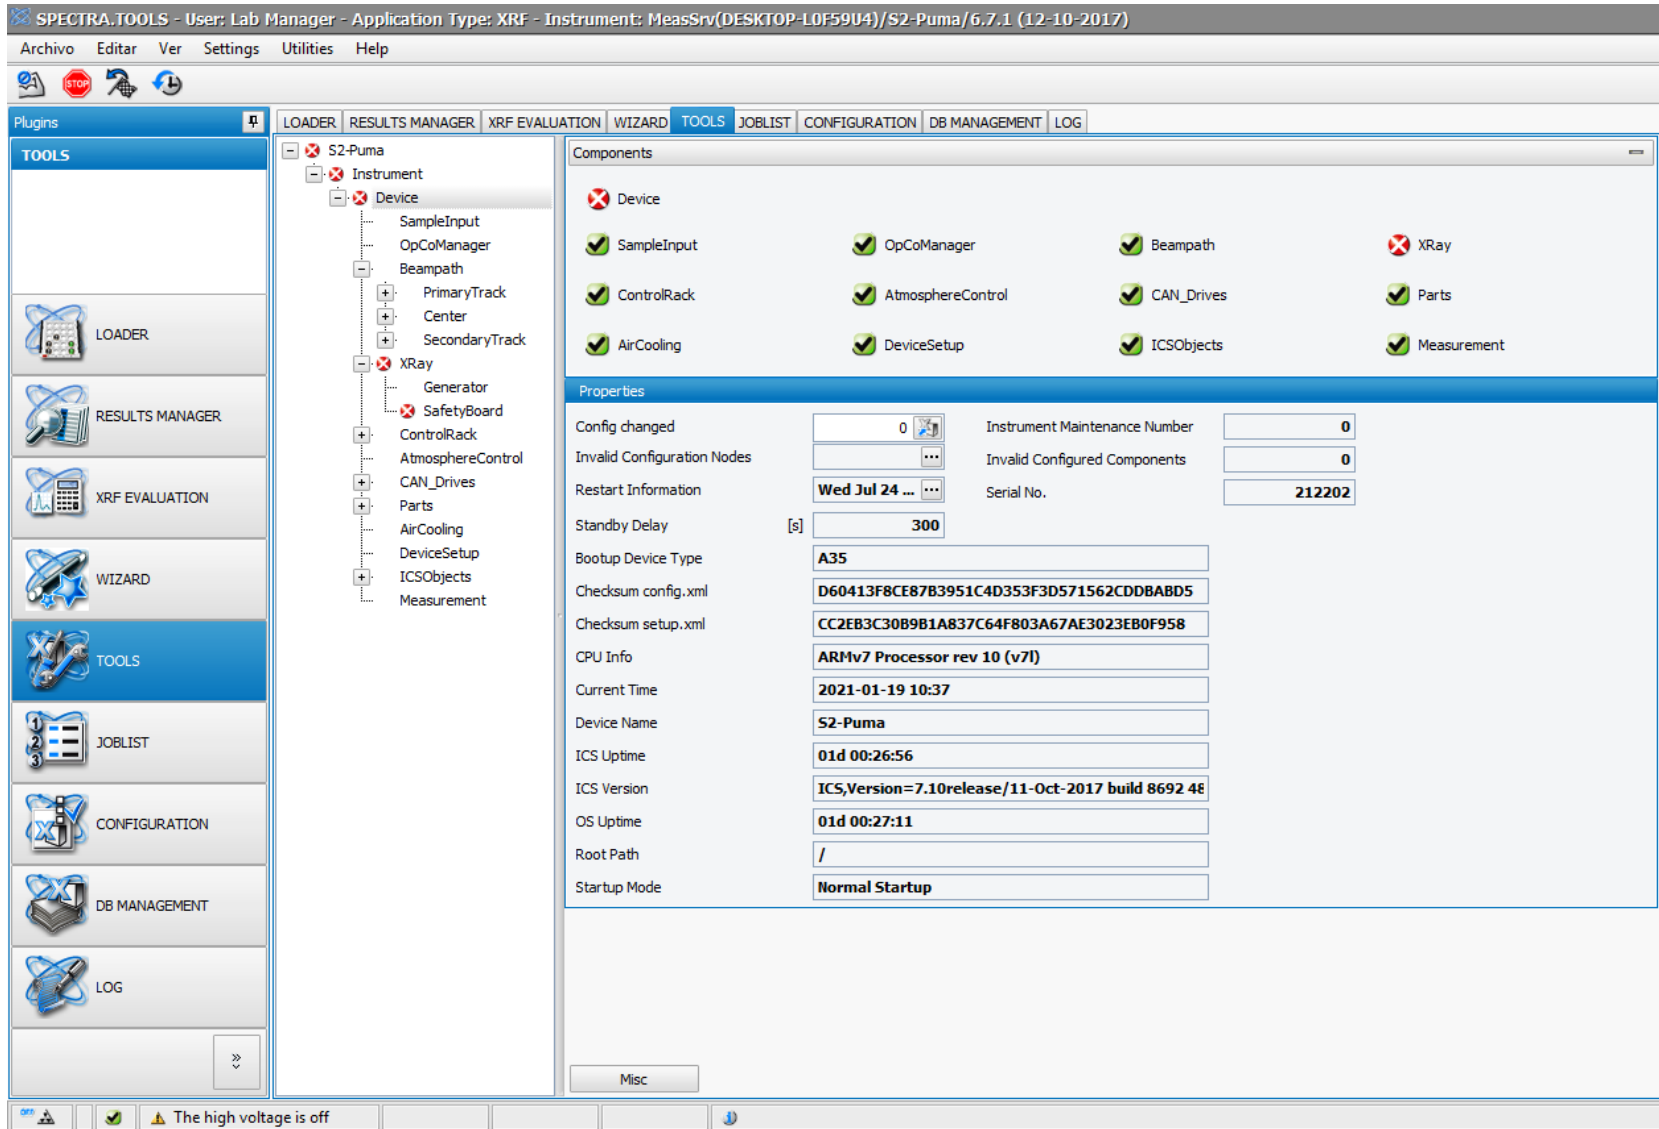 SPECTRA.TOOLS - User: Lab Manager - Application Type: XRF - Instrument: MeasSrv(DESKTOP-L0F59U4)/S2-Puma/6.7.1 (12-10-2017)
Archivo Editar Ver Settings Utilities Help
STOP
Plugins
TOOLS
LOADER
RESULTS MANAGER
XRF EVALUATION
WIZARD
TOOLS
JOBLIST
CONFIGURATION
DB MANAGEMENT
LOG
LOADER RESULTS MANAGER XRF EVALUATION WIZARD TOOLS JOBLIST CONFIGURATION DB MANAGEMENT LOG
S2-Puma
Instrument
Device
SampleInput
OpCoManager
Beampath
PrimaryTrack
Center
SecondaryTrack
XRay
Generator
SafetyBoard
ControlRack
AtmosphereControl
CAN_Drives
Parts
AirCooling
DeviceSetup
ICSObjects
Measurement
Components
Device
SampleInput OpCoManager Beampath XRay
ControlRack AtmosphereControl CAN_Drives Parts
AirCooling DeviceSetup ICSObjects Measurement
Properties
Config changed 0 Instrument Maintenance Number 0
Invalid Configuration Nodes ... Invalid Configured Components 0
Restart Information Wed Jul 24 ... ... Serial No. 212202
Standby Delay [s] 300
Bootup Device Type A35
Checksum config.xml D60413F8CE87B3951C4D353F3D571562CDDBABD5
Checksum setup.xml CC2EB3C30B9B1A837C64F803A67AE3023EB0F958
CPU Info ARMv7 Processor rev 10 (v7l)
Current Time 2021-01-19 10:37
Device Name S2-Puma
ICS Uptime 01d 00:26:56
ICS Version ICS,Version=7.10release/11-Oct-2017 build 8692 48
OS Uptime 01d 00:27:11
Root Path /
Startup Mode Normal Startup
Misc
OFF The high voltage is off